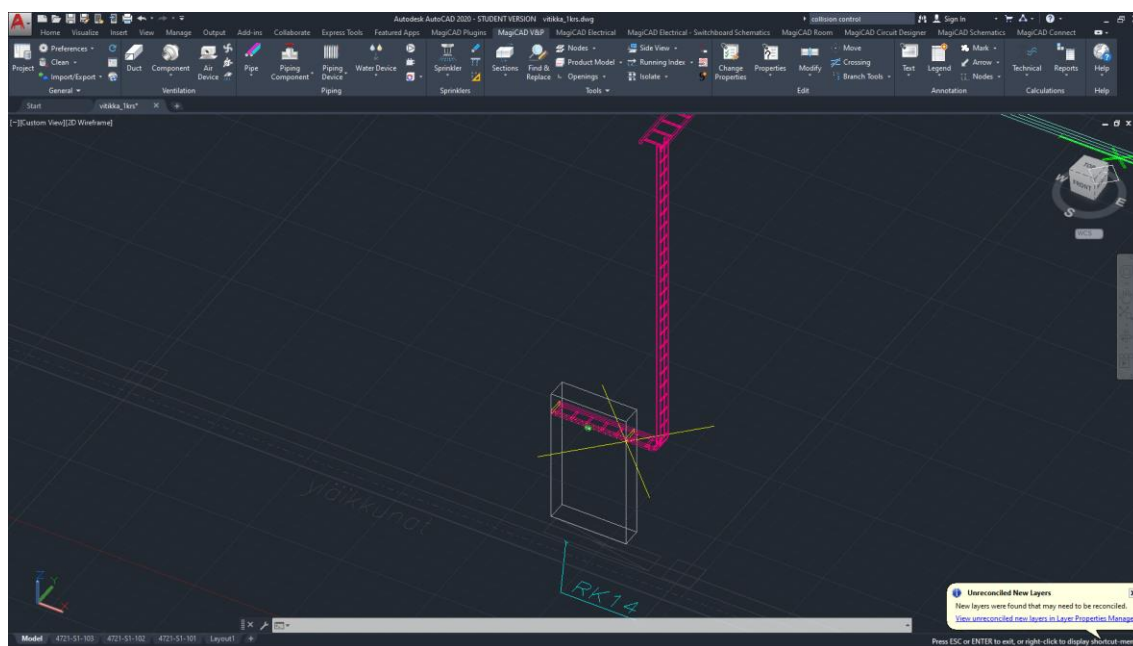 Autodesk AutoCAD 2020 - STUDENT VERSION vitikka_1krs.dwg
collision control
Sign In
Home Visualize Insert View Manage Output Add-ins Collaborate Express Tools Featured Apps MagiCAD Plugins MagiCAD V&P MagiCAD Electrical MagiCAD Electrical - Switchboard Schematics MagiCAD Room MagiCAD Circuit Designer MagiCAD Schematics MagiCAD Connect
Project
Preferences
Clean
Import/Export
General
Duct
Component
Air Device
Ventilation
Pipe
Piping Component
Piping Device
Water Device
Piping
Sprinkler
Sprinklers
Sections
Find & Replace
Nodes
Product Model
Openings
Side View
Running Index
Isolate
Tools
Change Properties
Properties
Modify
Move
Crossing
Branch Tools
Edit
Text
Legend
Mark
Arrow
Nodes
Annotation
Technical
Reports
Calculations
Help
Help
Start
vitikka_1krs*
[-][Custom View][2D Wireframe]
TOP
FRONT
W
S
E
WCS
yläikkunat
RK14
Z
Y
X
Unreconciled New Layers
New layers were found that may need to be reconciled.
View unreconciled new layers in Layer Properties Manage
Model 4721-S1-103 4721-S1-102 4721-S1-101 Layout1
Press ESC or ENTER to exit, or right-click to display shortcut-men